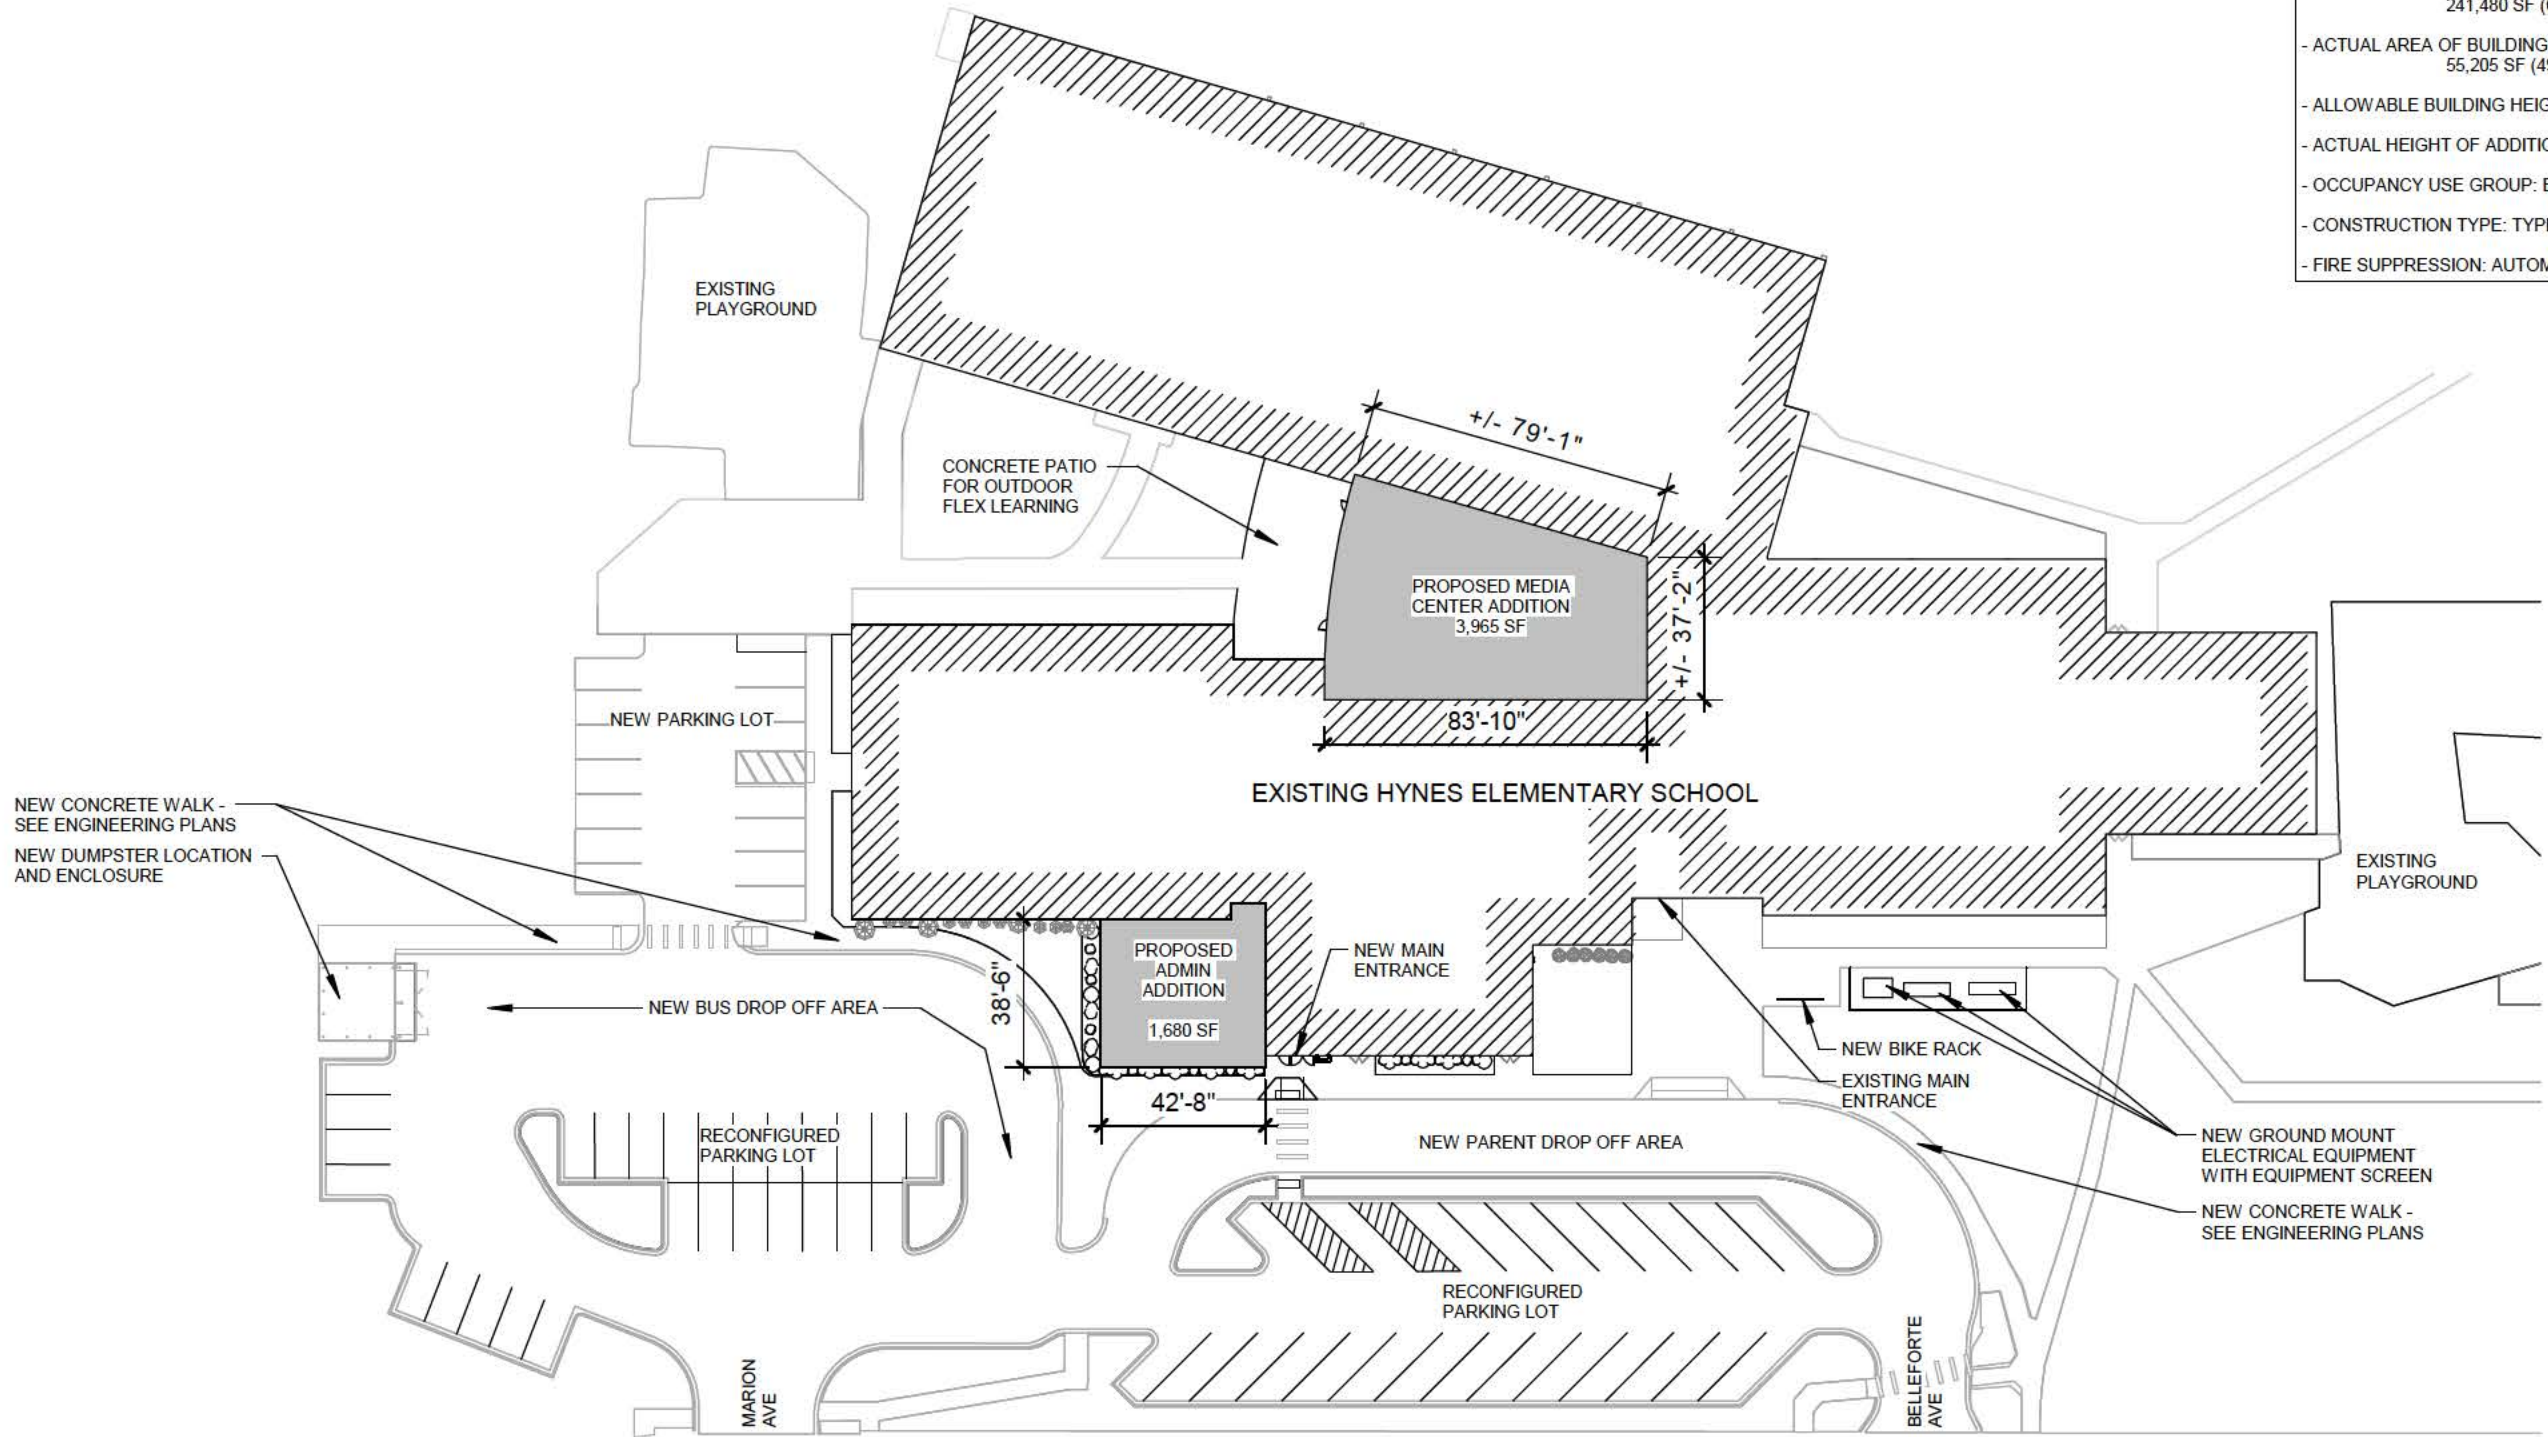 241,480 SF (
- ACTUAL AREA OF BUILDING
55,205 SF (4
- ALLOWABLE BUILDING HEIG
- ACTUAL HEIGHT OF ADDITIO
- OCCUPANCY USE GROUP: E
- CONSTRUCTION TYPE: TYP
- FIRE SUPPRESSION: AUTOM
EXISTING
PLAYGROUND
+/- 79'-1"
CONCRETE PATIO
FOR OUTDOOR
FLEX LEARNING
PROPOSED MEDIA
CENTER ADDITION
3,965 SF
+/- 37'-2"
NEW PARKING LOT
83'-10"
EXISTING HYNES ELEMENTARY SCHOOL
NEW CONCRETE WALK -
SEE ENGINEERING PLANS
NEW DUMPSTER LOCATION
AND ENCLOSURE
EXISTING
PLAYGROUND
PROPOSED
ADMIN
ADDITION
1,680 SF
38'-6"
NEW MAIN
ENTRANCE
NEW BUS DROP OFF AREA
NEW BIKE RACK
EXISTING MAIN
ENTRANCE
42'-8"
RECONFIGURED
PARKING LOT
NEW PARENT DROP OFF AREA
NEW GROUND MOUNT
ELECTRICAL EQUIPMENT
WITH EQUIPMENT SCREEN
NEW CONCRETE WALK -
SEE ENGINEERING PLANS
RECONFIGURED
PARKING LOT
MARION
AVE
BELLEFORTE
AVE